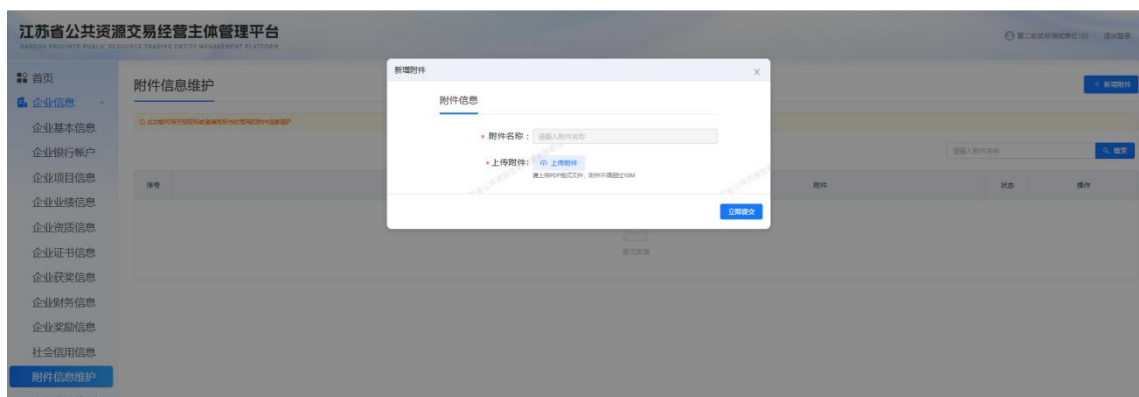 江苏省公共资源交易经营主体管理平台
JIANGSU PROVINCE PUBLIC RESOURCE TRADING ENTITY MANAGEMENT PLATFORM
退出登录
首页
企业信息
企业基本信息
企业银行帐户
企业项目信息
企业业绩信息
企业资质信息
企业证书信息
企业获奖信息
企业财务信息
企业奖励信息
社会信用信息
附件信息维护
附件信息维护
+ 新增附件
请输入附件名称
搜索
序号
附件
状态
操作
暂无数据
新增附件
×
附件信息
* 附件名称：
请输入附件名称
* 上传附件：
上传附件
请上传PDF格式文件，附件不得超过10M
立即提交